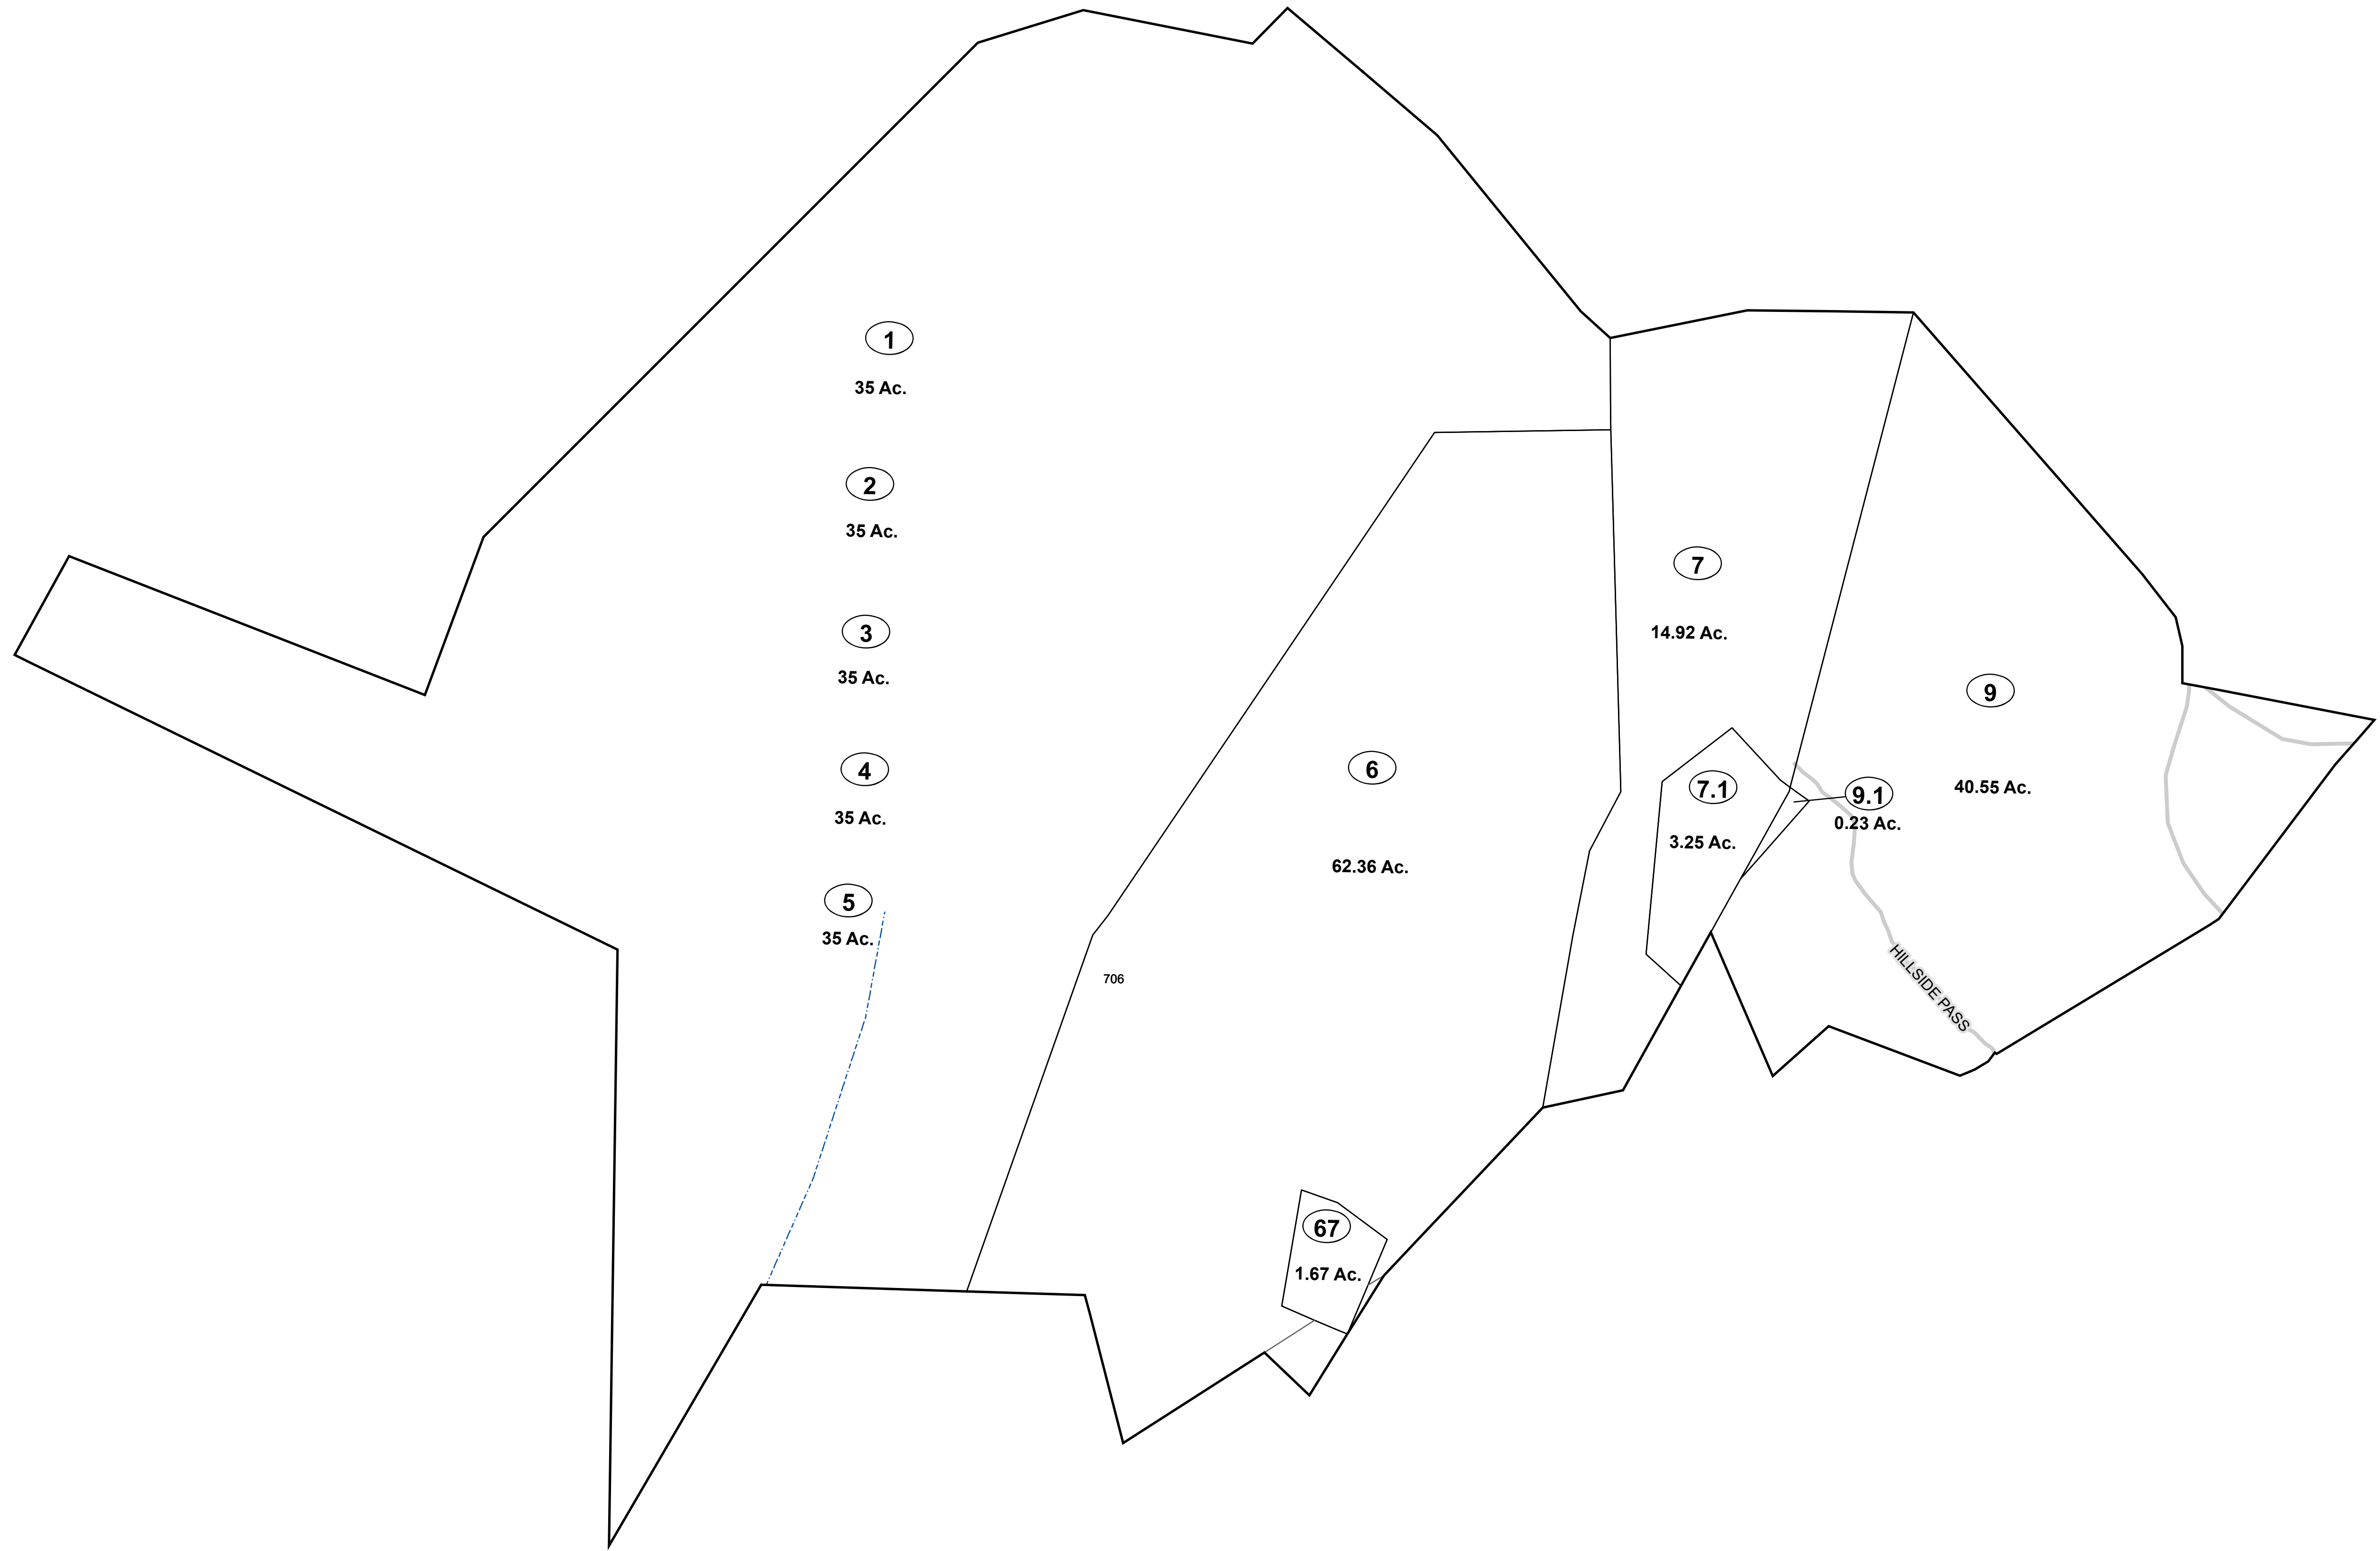 1
35 Ac.
2
35 Ac.
3
35 Ac.
4
35 Ac.
5
35 Ac.
706
6
62.36 Ac.
67
1.67 Ac.
7
14.92 Ac.
7.1
3.25 Ac.
9
40.55 Ac.
9.1
0.23 Ac.
HILLSIDE PASS